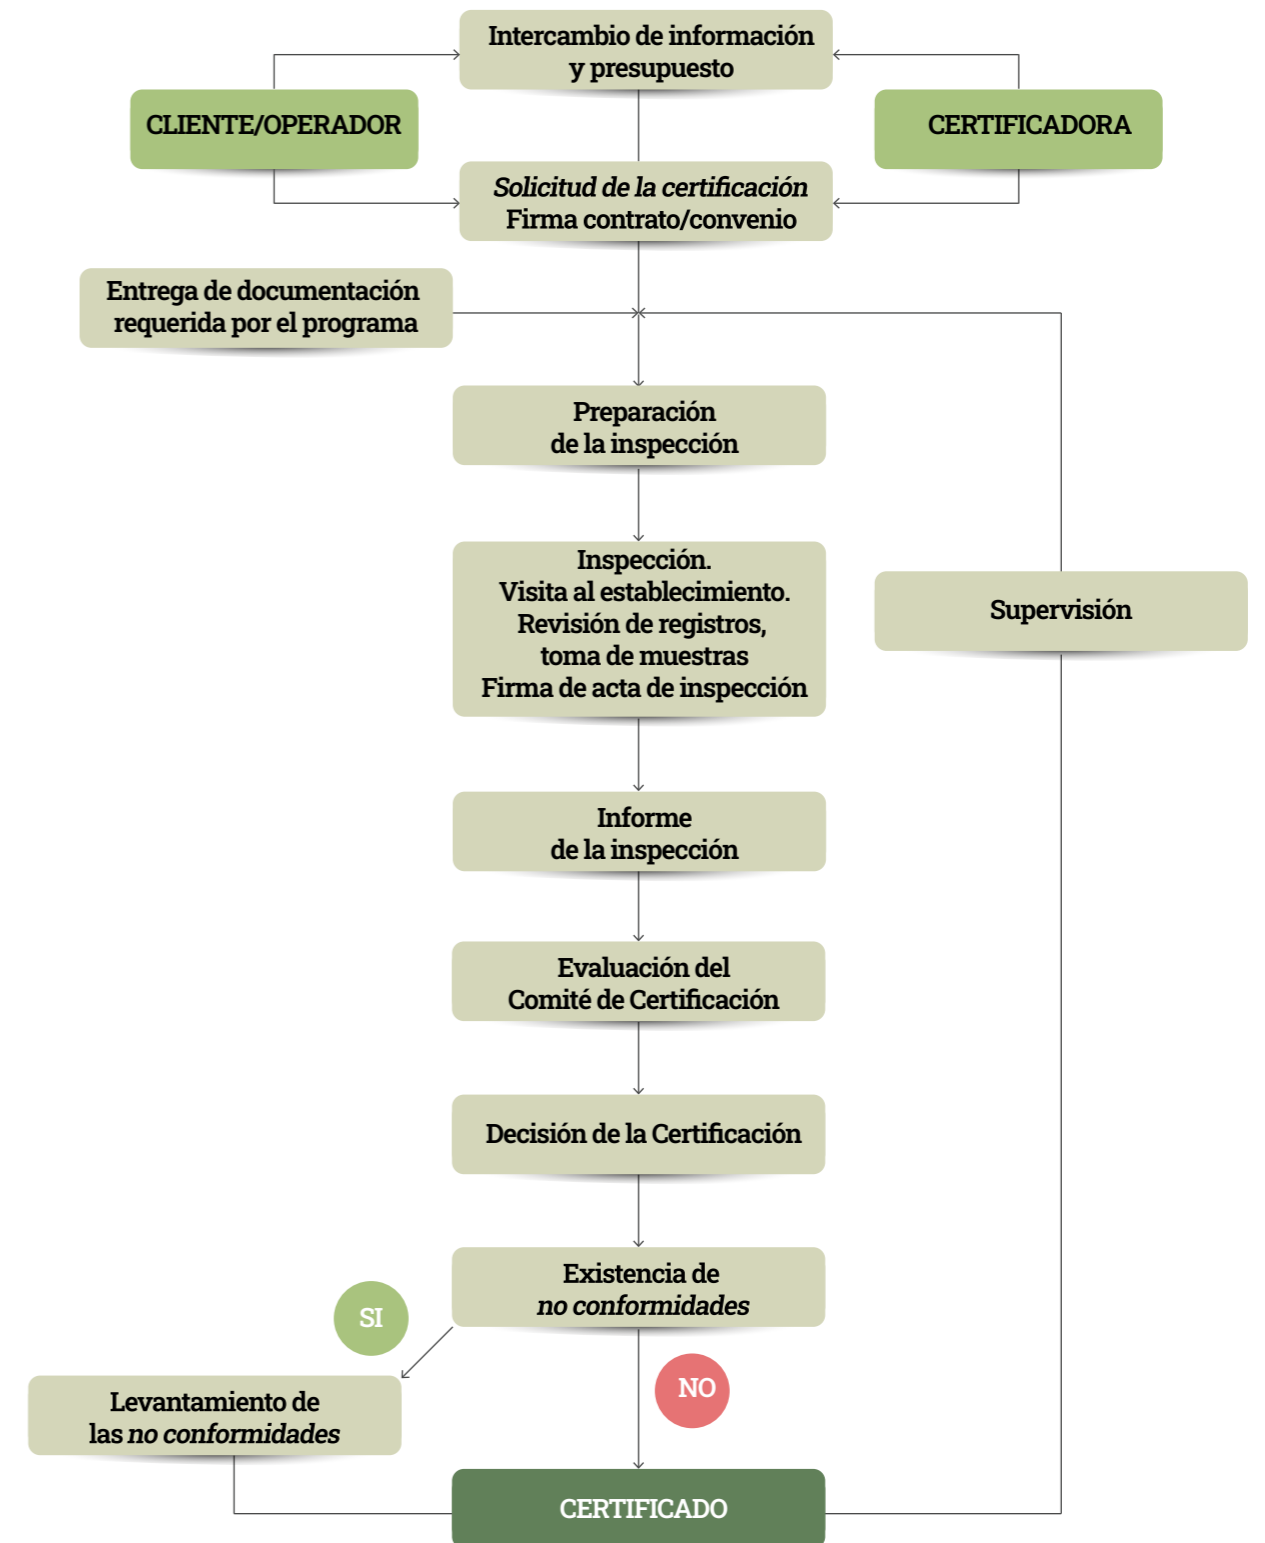 Intercambio de información
y presupuesto
CLIENTE/OPERADOR
CERTIFICADORA
Solicitud de la certificación
Firma contrato/convenio
Entrega de documentación
requerida por el programa
Preparación
de la inspección
Inspección.
Visita al establecimiento.
Revisión de registros,
toma de muestras
Firma de acta de inspección
Supervisión
Informe
de la inspección
Evaluación del
Comité de Certificación
Decisión de la Certificación
Existencia de
no conformidades
SI
NO
Levantamiento de
las no conformidades
CERTIFICADO